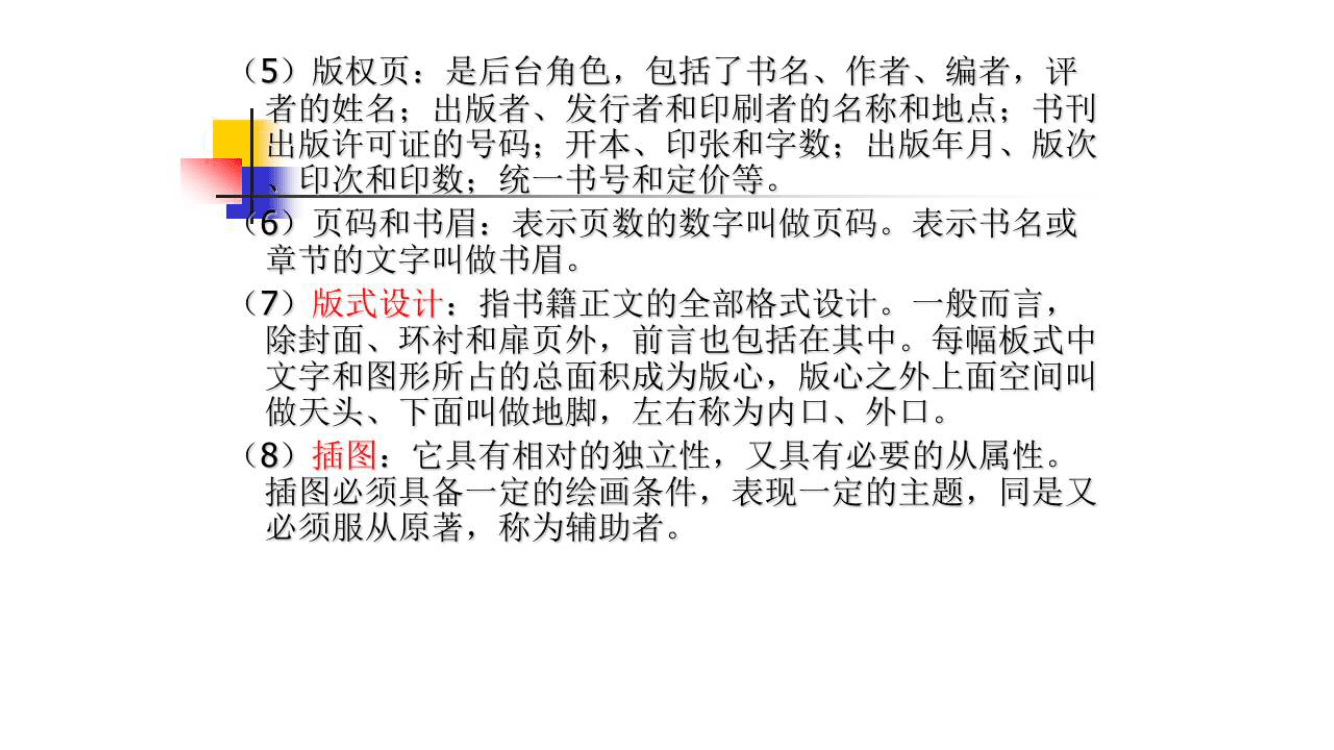 （5）版权页：是后台角色，包括了书名、作者、编者，评
者的姓名；出版者、发行者和印刷者的名称和地点；书刊
出版许可证的号码；开本、印张和字数；出版年月、版次
、印次和印数；统一书号和定价等。
（6）页码和书眉：表示页数的数字叫做页码。表示书名或
章节的文字叫做书眉。
（7）版式设计：指书籍正文的全部格式设计。一般而言，
除封面、环衬和扉页外，前言也包括在其中。每幅板式中
文字和图形所占的总面积成为版心，版心之外上面空间叫
做天头、下面叫做地脚，左右称为内口、外口。
（8）插图：它具有相对的独立性，又具有必要的从属性。
插图必须具备一定的绘画条件，表现一定的主题，同是又
必须服从原著，称为辅助者。